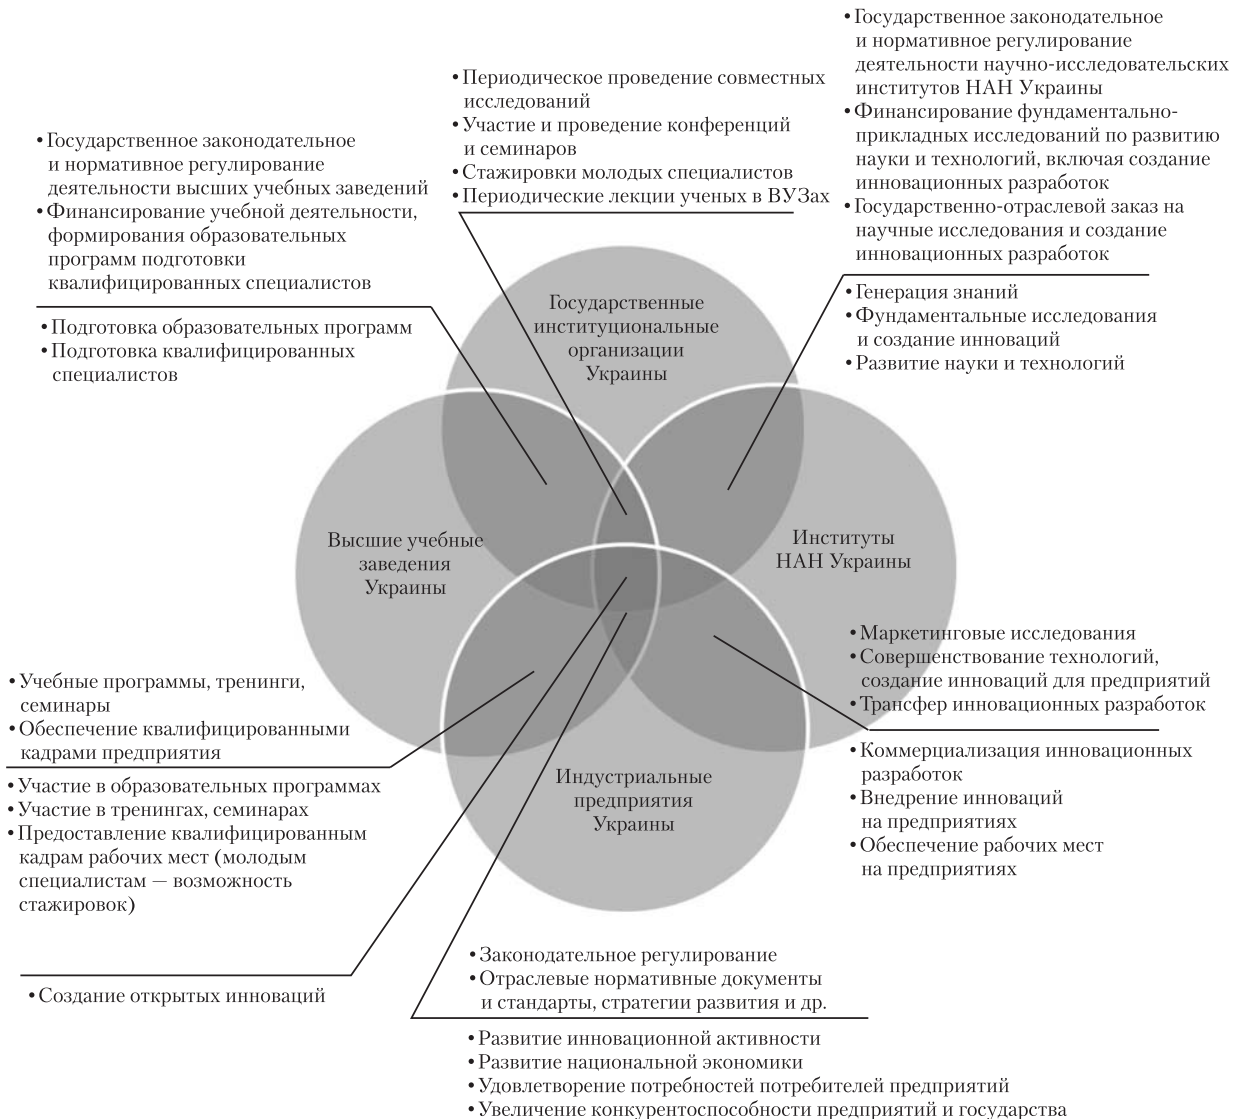 • Государственное законодательное
и нормативное регулирование
деятельности научно-исследовательских
институтов НАН Украины
• Финансирование фундаментально-
прикладных исследований по развитию
науки и технологий, включая создание
инновационных разработок
• Государственно-отраслевой заказ на
научные исследования и создание
инновационных разработок
• Генерация знаний
• Фундаментальные исследования
и создание инноваций
• Развитие науки и технологий
• Периодическое проведение совместных
исследований
• Участие и проведение конференций
и семинаров
• Стажировки молодых специалистов
• Периодические лекции ученых в ВУЗах
• Государственное законодательное
и нормативное регулирование
деятельности высших учебных заведений
• Финансирование учебной деятельности,
формирования образовательных
программ подготовки
квалифицированных специалистов
• Подготовка образовательных программ
• Подготовка квалифицированных
специалистов
Государственные
институциональные
организации
Украины
Высшие учебные
заведения
Украины
Институты
НАН Украины
Индустриальные
предприятия
Украины
• Маркетинговые исследования
• Совершенствование технологий,
создание инноваций для предприятий
• Трансфер инновационных разработок
• Коммерциализация инновационных
разработок
• Внедрение инноваций
на предприятиях
• Обеспечение рабочих мест
на предприятиях
• Учебные программы, тренинги,
семинары
• Обеспечение квалифицированными
кадрами предприятия
• Участие в образовательных программах
• Участие в тренингах, семинарах
• Предоставление квалифицированным
кадрам рабочих мест (молодым
специалистам — возможность
стажировок)
• Создание открытых инноваций
• Законодательное регулирование
• Отраслевые нормативные документы
и стандарты, стратегии развития и др.
• Развитие инновационной активности
• Развитие национальной экономики
• Удовлетворение потребностей потребителей предприятий
• Увеличение конкурентоспособности предприятий и государства